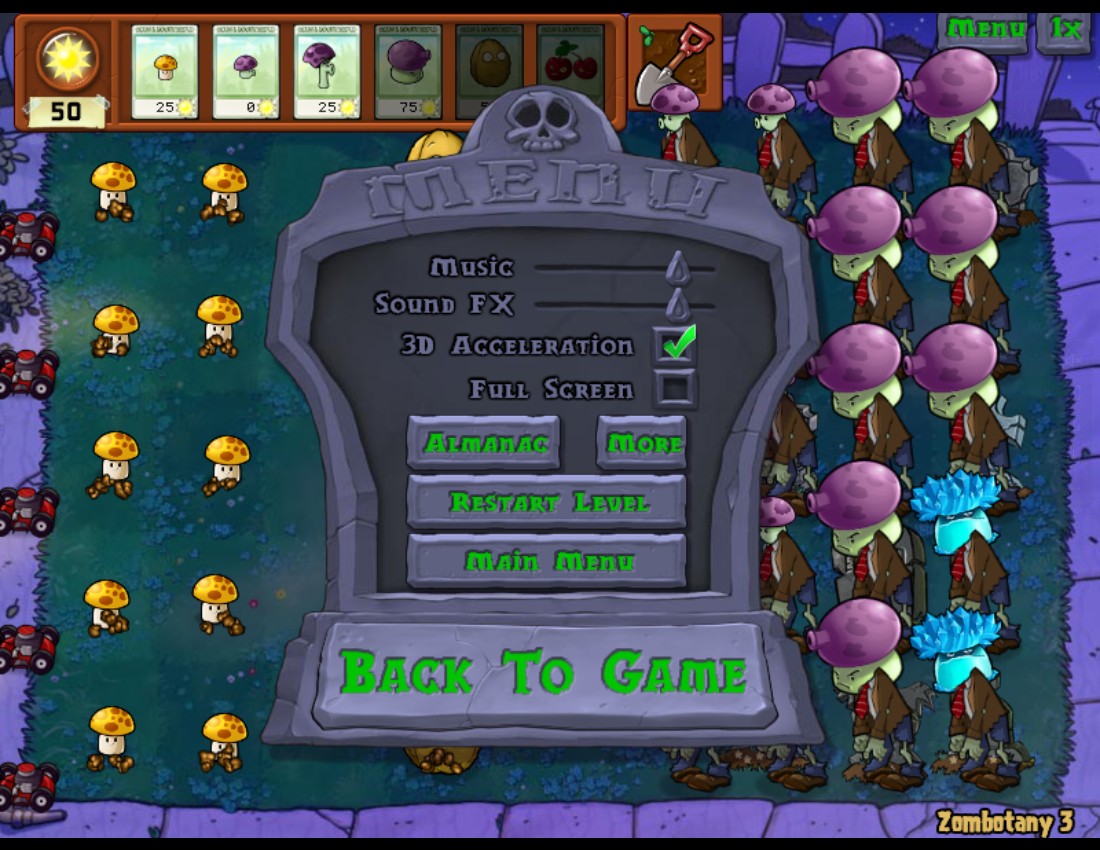 Menu 1x
50
25 0 25 75
MENU
Music
Sound FX
3D Acceleration
Full Screen
Almanac More
Restart Level
Main Menu
Back To Game
Zombotany 3